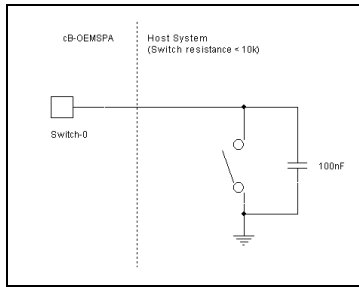 cB-OEMSPA
Host System
(Switch resistance < 10k)
Switch-0
100nF